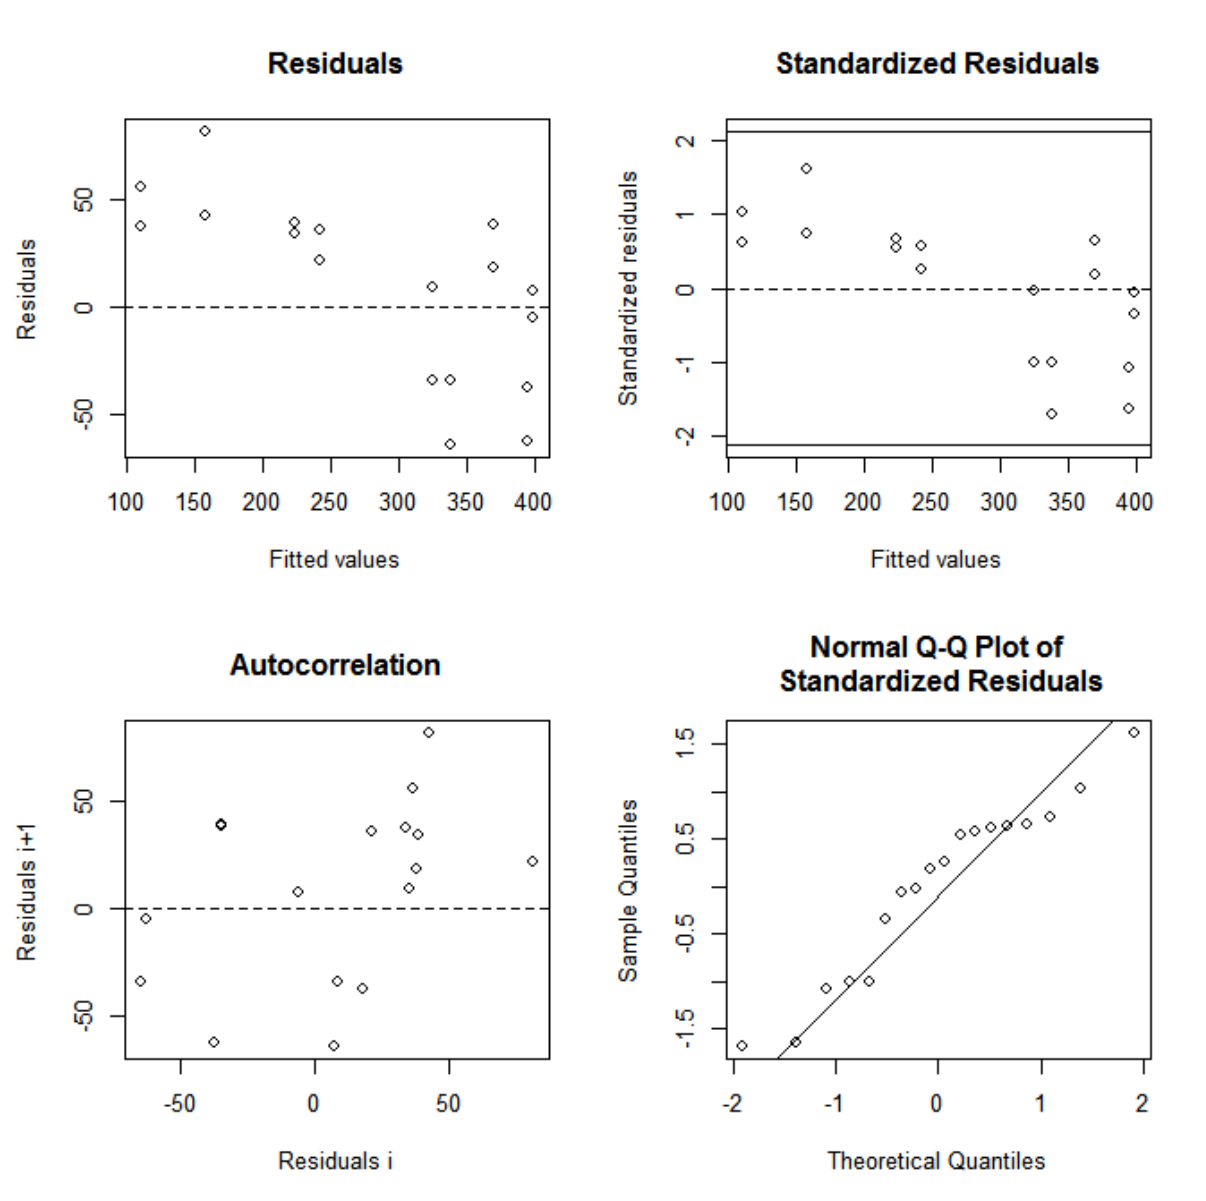 Residuals
Residuals
50
0
-50
100 150 200 250 300 350 400
Fitted values
Standardized Residuals
Standardized residuals
2
1
0
-1
-2
100 150 200 250 300 350 400
Fitted values
Autocorrelation
Residuals i+1
50
0
-50
-50 0 50
Residuals i
Normal Q-Q Plot of
Standardized Residuals
Sample Quantiles
1.5
0.5
-0.5
-1.5
-2 -1 0 1 2
Theoretical Quantiles